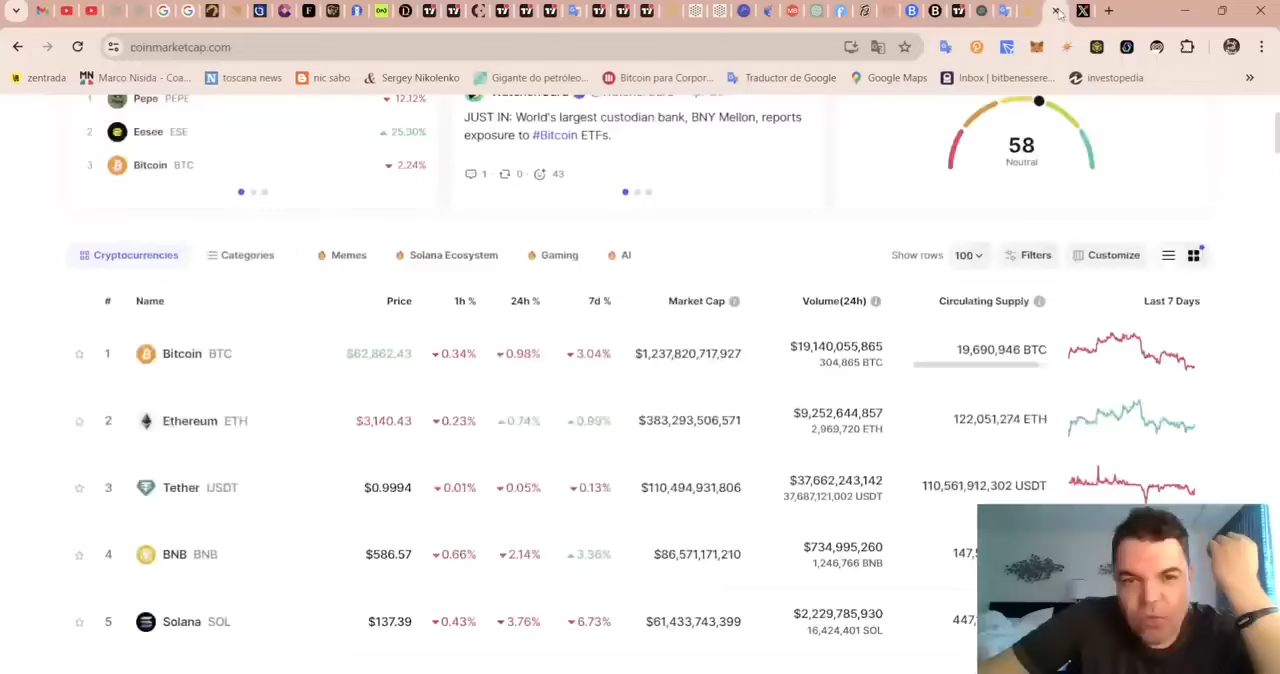 coinmarketcap.com
zentrada
Marco Nisida - Coa...
toscana news
nic sabo
Sergey Nikolenko
Gigante do petróleo...
Bitcoin para Corpor...
Traductor de Google
Google Maps
Inbox | bitbenessere...
investopedia
1 Pepe PEPE 12.12%
2 Eesee ESE 25.30%
3 Bitcoin BTC 2.24%
JUST IN: World's largest custodian bank, BNY Mellon, reports
exposure to #Bitcoin ETFs.
1 0 43
58
Neutral
Cryptocurrencies Categories Memes Solana Ecosystem Gaming AI Show rows 100 Filters Customize
# Name Price 1h % 24h % 7d % Market Cap Volume(24h) Circulating Supply Last 7 Days
1 Bitcoin BTC $62,862.43 0.34% 0.98% 3.04% $1,237,820,717,927 $19,140,055,865 19,690,946 BTC
304,865 BTC
2 Ethereum ETH $3,140.43 0.23% 0.74% 0.99% $383,293,506,571 $9,252,644,857 122,051,274 ETH
2,969,720 ETH
3 Tether USDT $0.9994 0.01% 0.05% 0.13% $110,494,931,806 $37,662,243,142 110,561,912,302 USDT
37,687,121,002 USDT
4 BNB BNB $586.57 0.66% 2.14% 3.36% $86,571,171,210 $734,995,260 147,
1,246,766 BNB
5 Solana SOL $137.39 0.43% 3.76% 6.73% $61,433,743,399 $2,229,785,930 447,
16,424,401 SOL